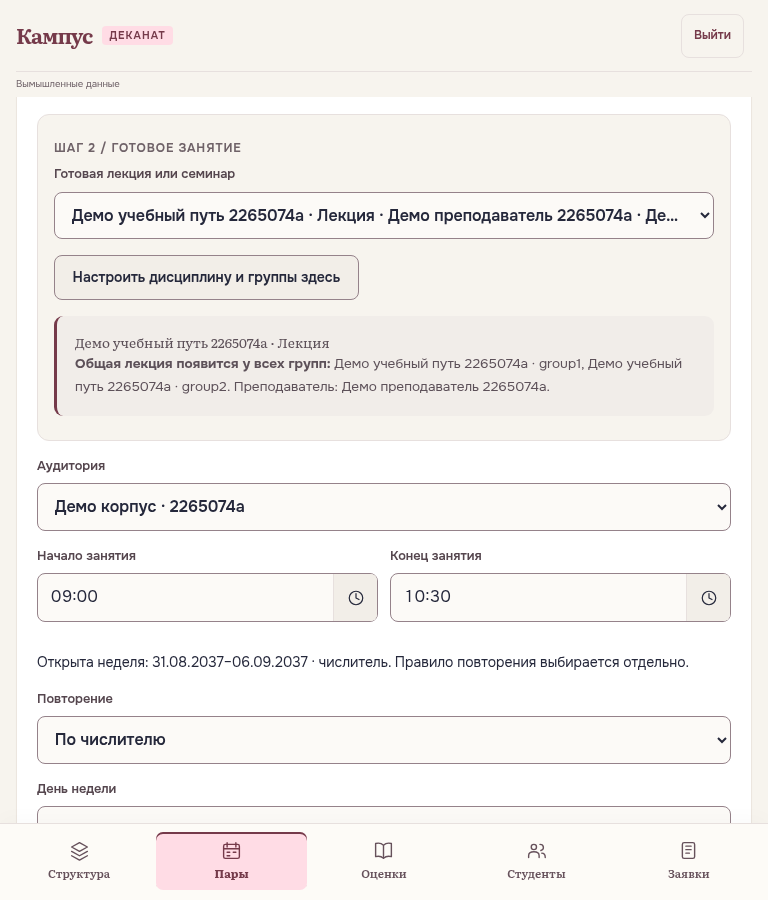 Кампус
ДЕКАНАТ
Выйти
Вымышленные данные
ШАГ 2 / ГОТОВОЕ ЗАНЯТИЕ
Готовая лекция или семинар
Демо учебный путь 2265074a · Лекция · Демо преподаватель 2265074a · Де...
Настроить дисциплину и группы здесь
Демо учебный путь 2265074a · Лекция
Общая лекция появится у всех групп: Демо учебный путь 2265074a · group1, Демо учебный
путь 2265074a · group2. Преподаватель: Демо преподаватель 2265074a.
Аудитория
Демо корпус · 2265074a
Начало занятия
Конец занятия
09:00
10:30
Открыта неделя: 31.08.2037–06.09.2037 · числитель. Правило повторения выбирается отдельно.
Повторение
По числителю
День недели
Структура
Пары
Оценки
Студенты
Заявки